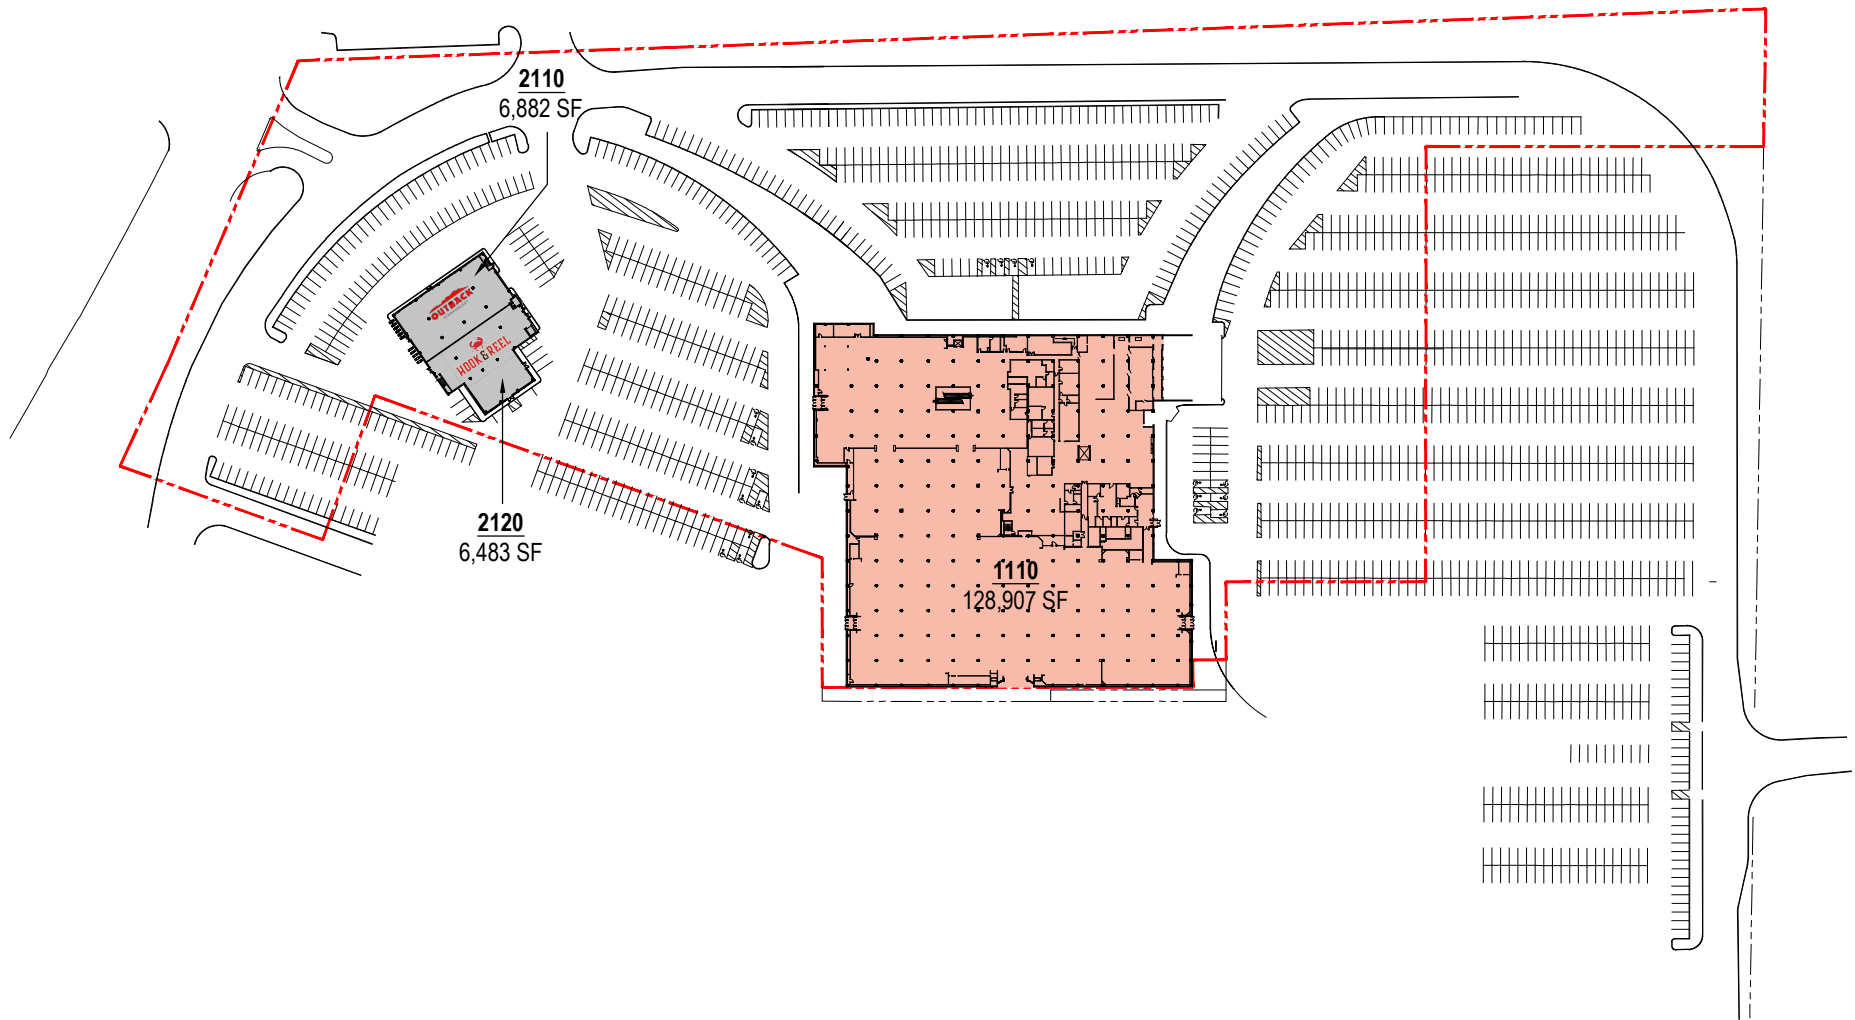 2110
6,882 SF
OUTBACK
HOOK & REEL
2120
6,483 SF
1110
128,907 SF